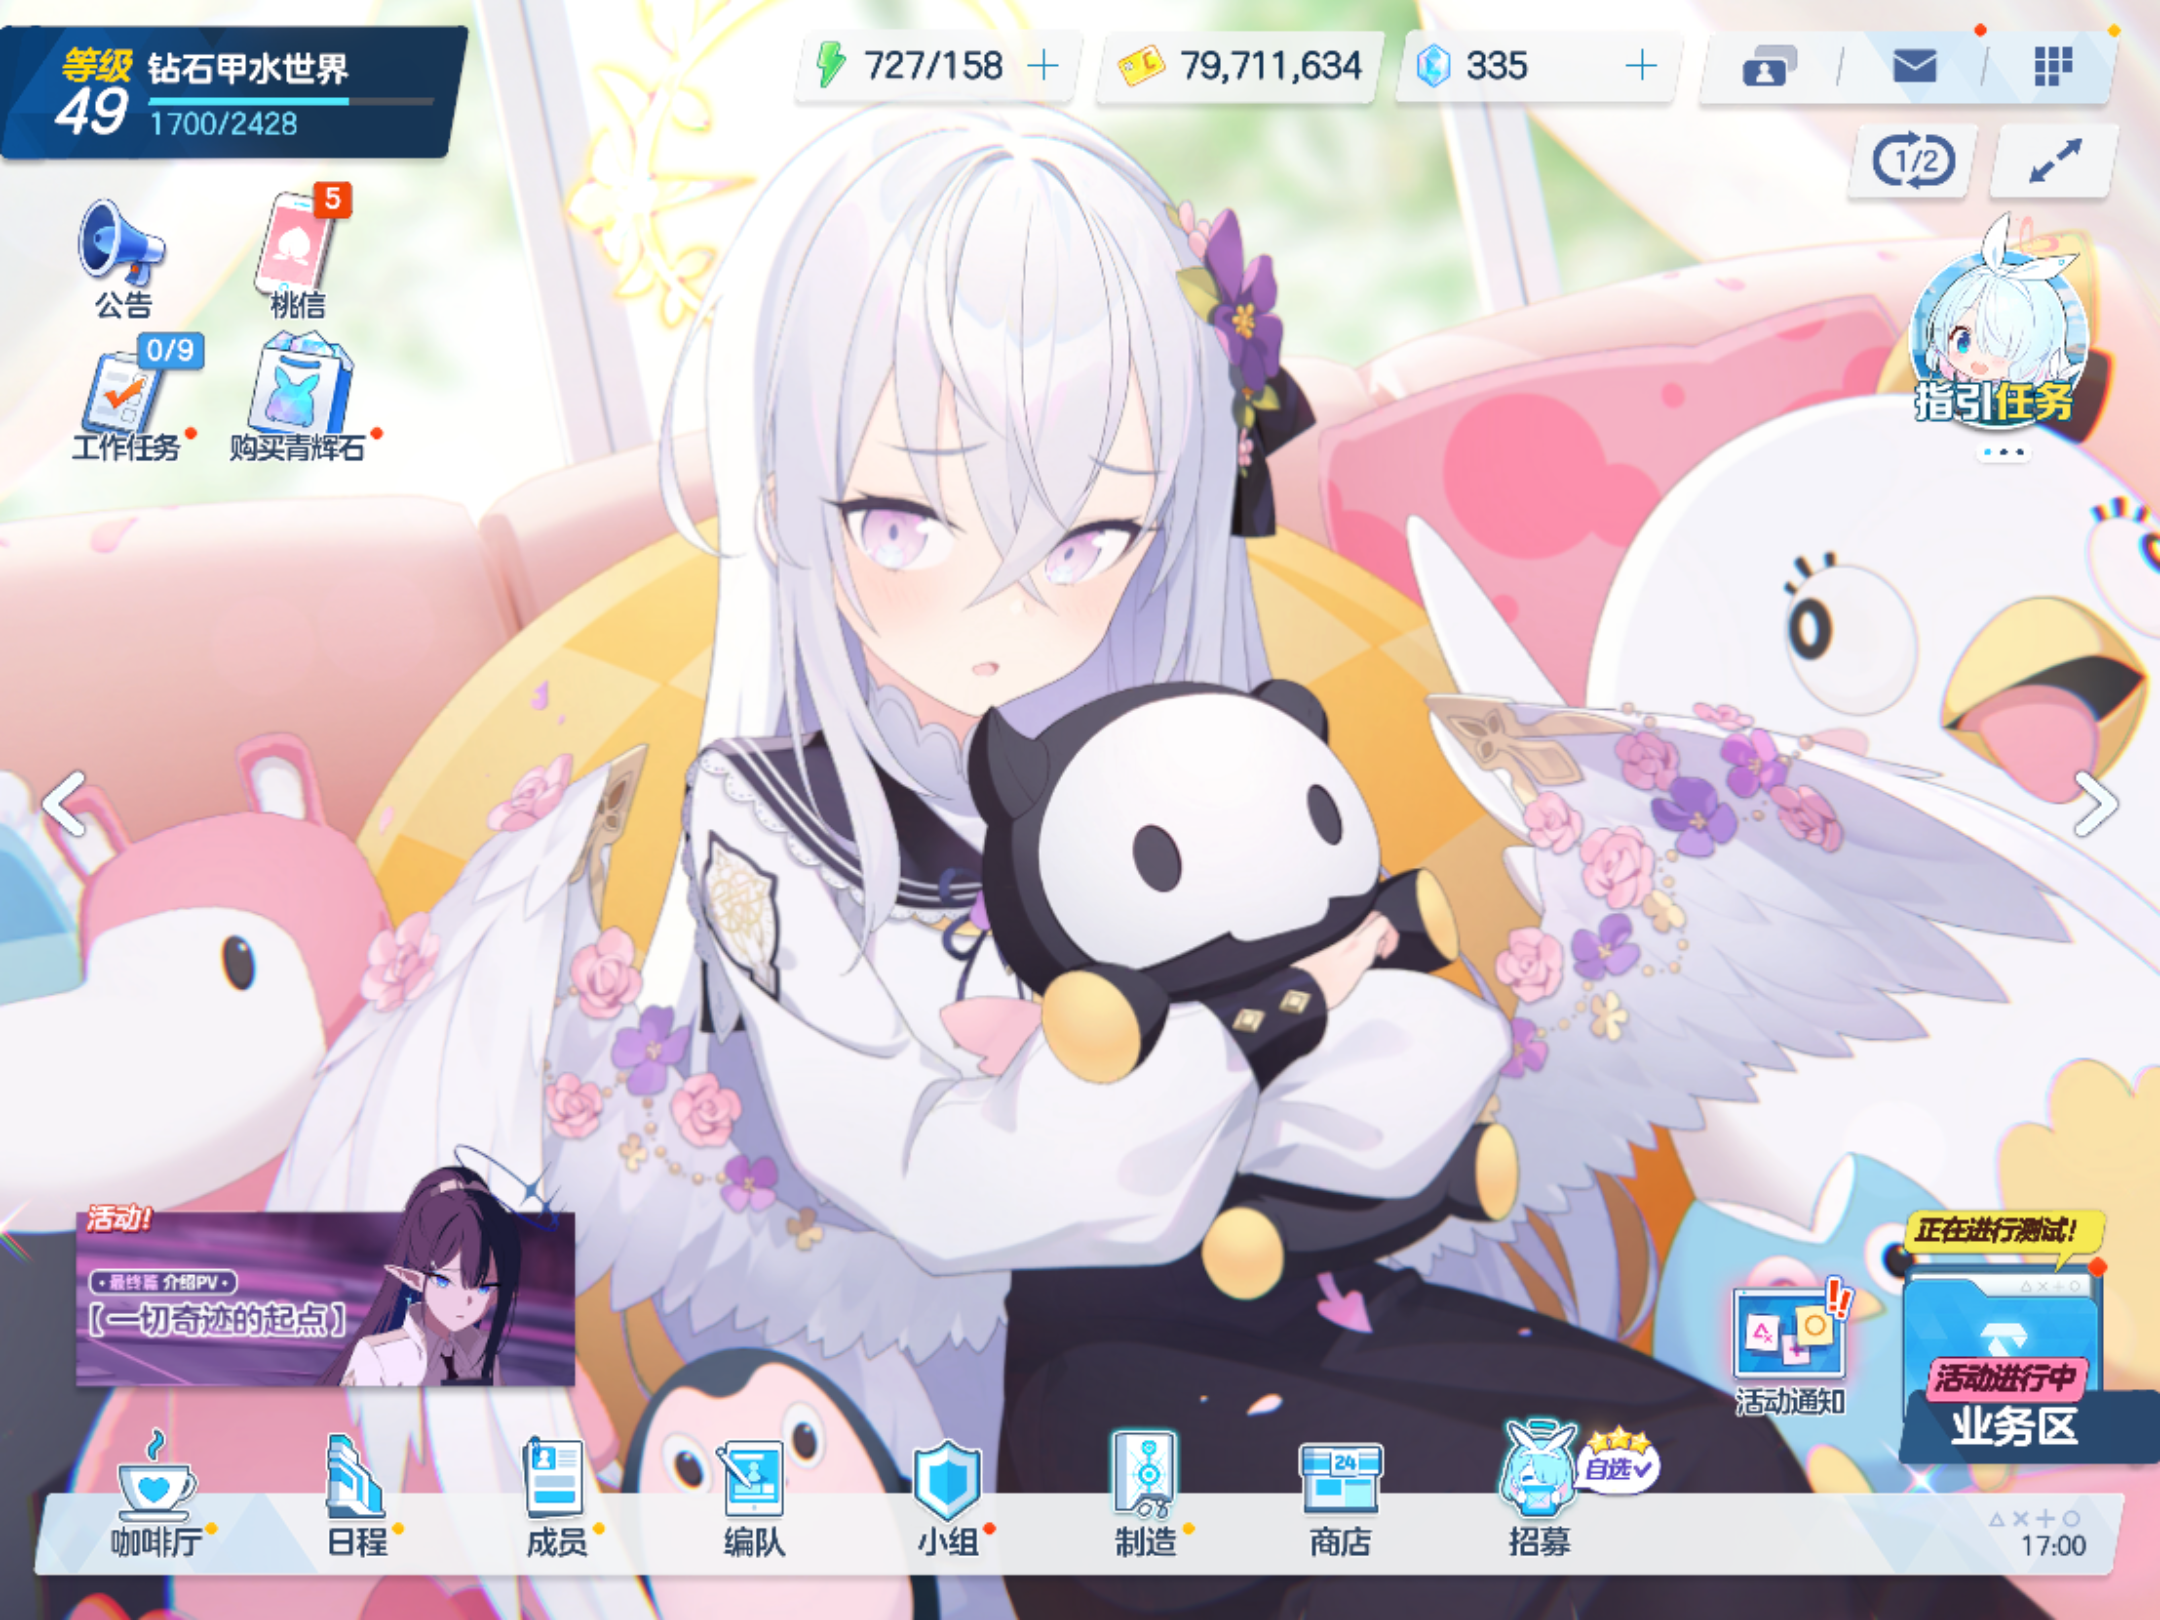 等级
49
钻石甲水世界
1700/2428
727/158
79,711,634
335
1/2
公告
5
桃信
0/9
工作任务
购买青辉石
指引任务
活动!
·最终篇 介绍PV·
【一切奇迹的起点】
正在进行测试!
活动进行中
活动通知
业务区
咖啡厅
日程
成员
编队
小组
制造
24
商店
自选
招募
17:00